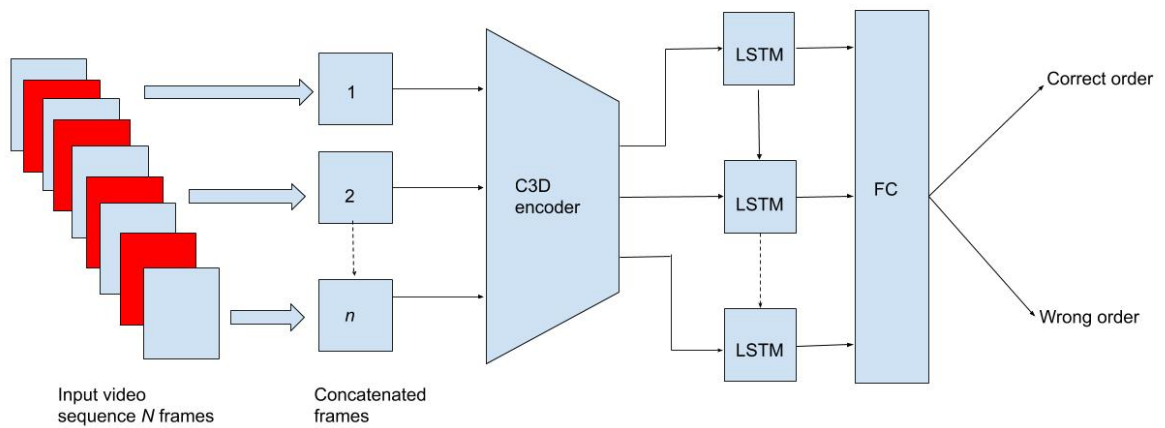 1
2
n
Input video
sequence N frames
Concatenated
frames
C3D
encoder
LSTM
LSTM
LSTM
FC
Correct order
Wrong order